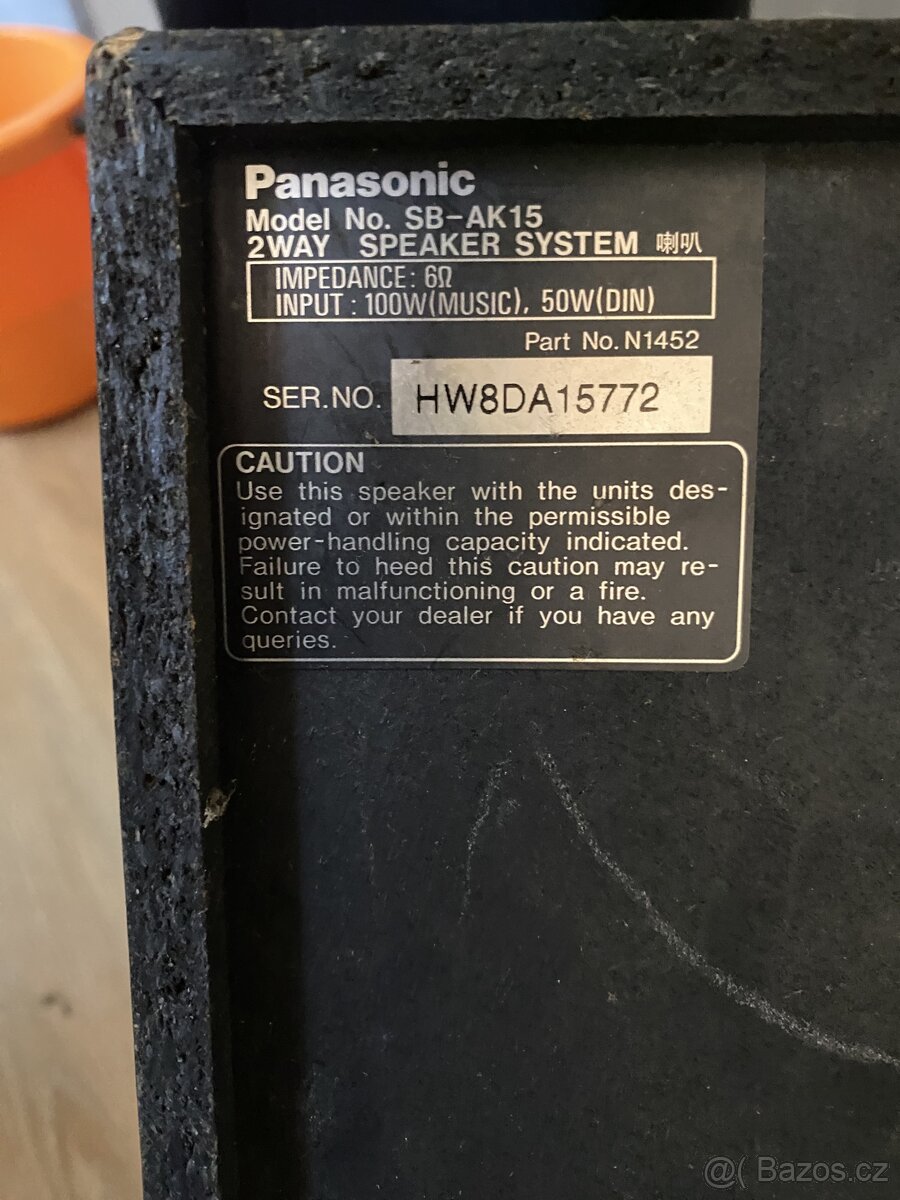 Panasonic
Model No. SB-AK15
2WAY SPEAKER SYSTEM 喇叭
IMPEDANCE: 6Ω
INPUT : 100W(MUSIC), 50W(DIN)
Part No. N1452
SER.NO. HW8DA15772
CAUTION
Use this speaker with the units des-
ignated or within the permissible
power-handling capacity indicated.
Failure to heed this caution may re-
sult in malfunctioning or a fire.
Contact your dealer if you have any
queries.
@( Bazos.cz